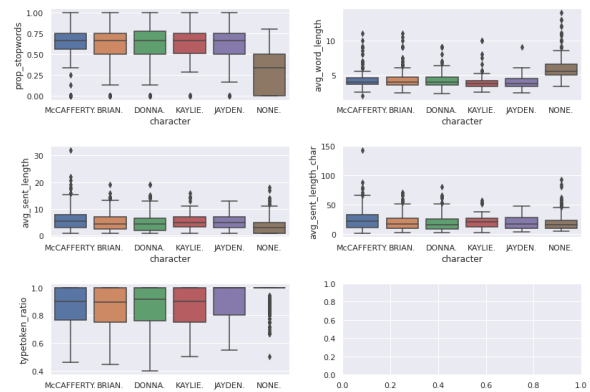 1.00
0.75
0.50
0.25
0.00
prop_stopwords
McCAFFERTY. BRIAN. DONNA. KAYLIE. JAYDEN. NONE.
character
10
5
avg_word_length
McCAFFERTY. BRIAN. DONNA. KAYLIE. JAYDEN. NONE.
character
30
20
10
0
avg_sent_length
McCAFFERTY. BRIAN. DONNA. KAYLIE. JAYDEN. NONE.
character
150
100
50
0
avg_sent_length_char
McCAFFERTY. BRIAN. DONNA. KAYLIE. JAYDEN. NONE.
character
1.0
0.8
0.6
0.4
typetoken_ratio
McCAFFERTY. BRIAN. DONNA. KAYLIE. JAYDEN. NONE.
1.0
0.8
0.6
0.4
0.2
0.0
0.0 0.2 0.4 0.6 0.8 1.0